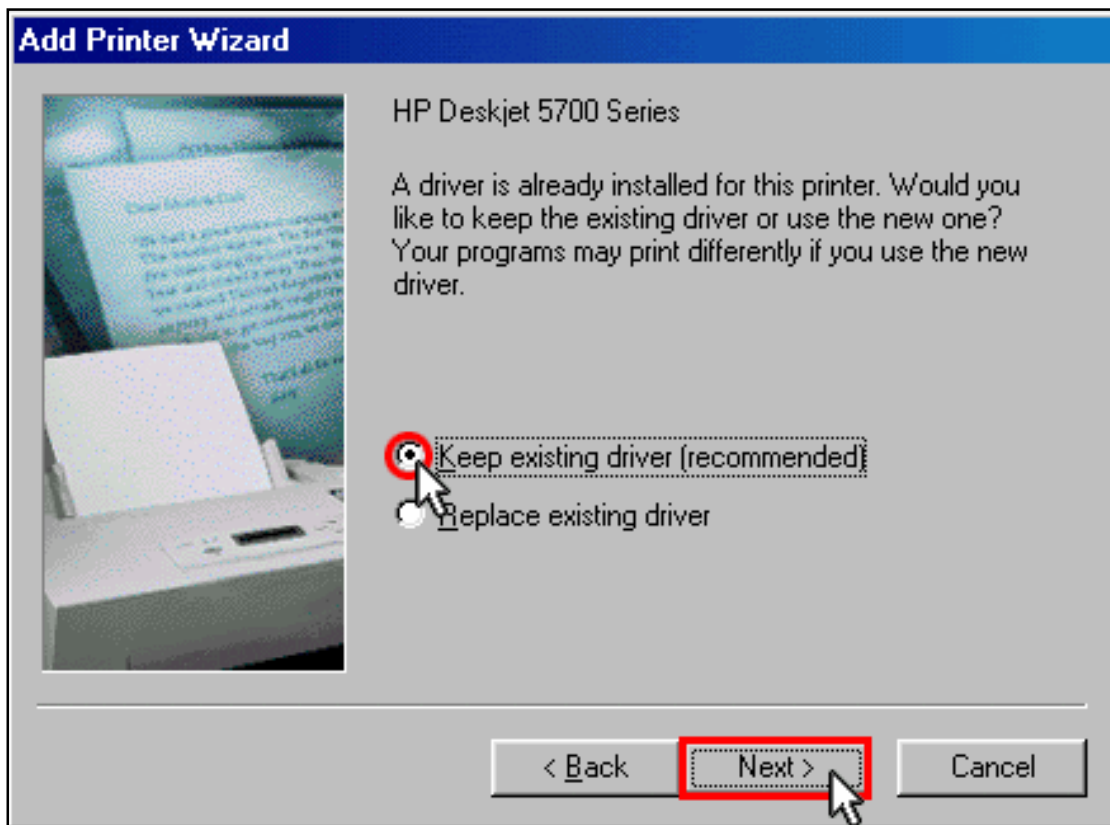 Add Printer Wizard
HP Deskjet 5700 Series
A driver is already installed for this printer. Would you
like to keep the existing driver or use the new one?
Your programs may print differently if you use the new
driver.
Keep existing driver (recommended)
Replace existing driver
< Back
Next >
Cancel